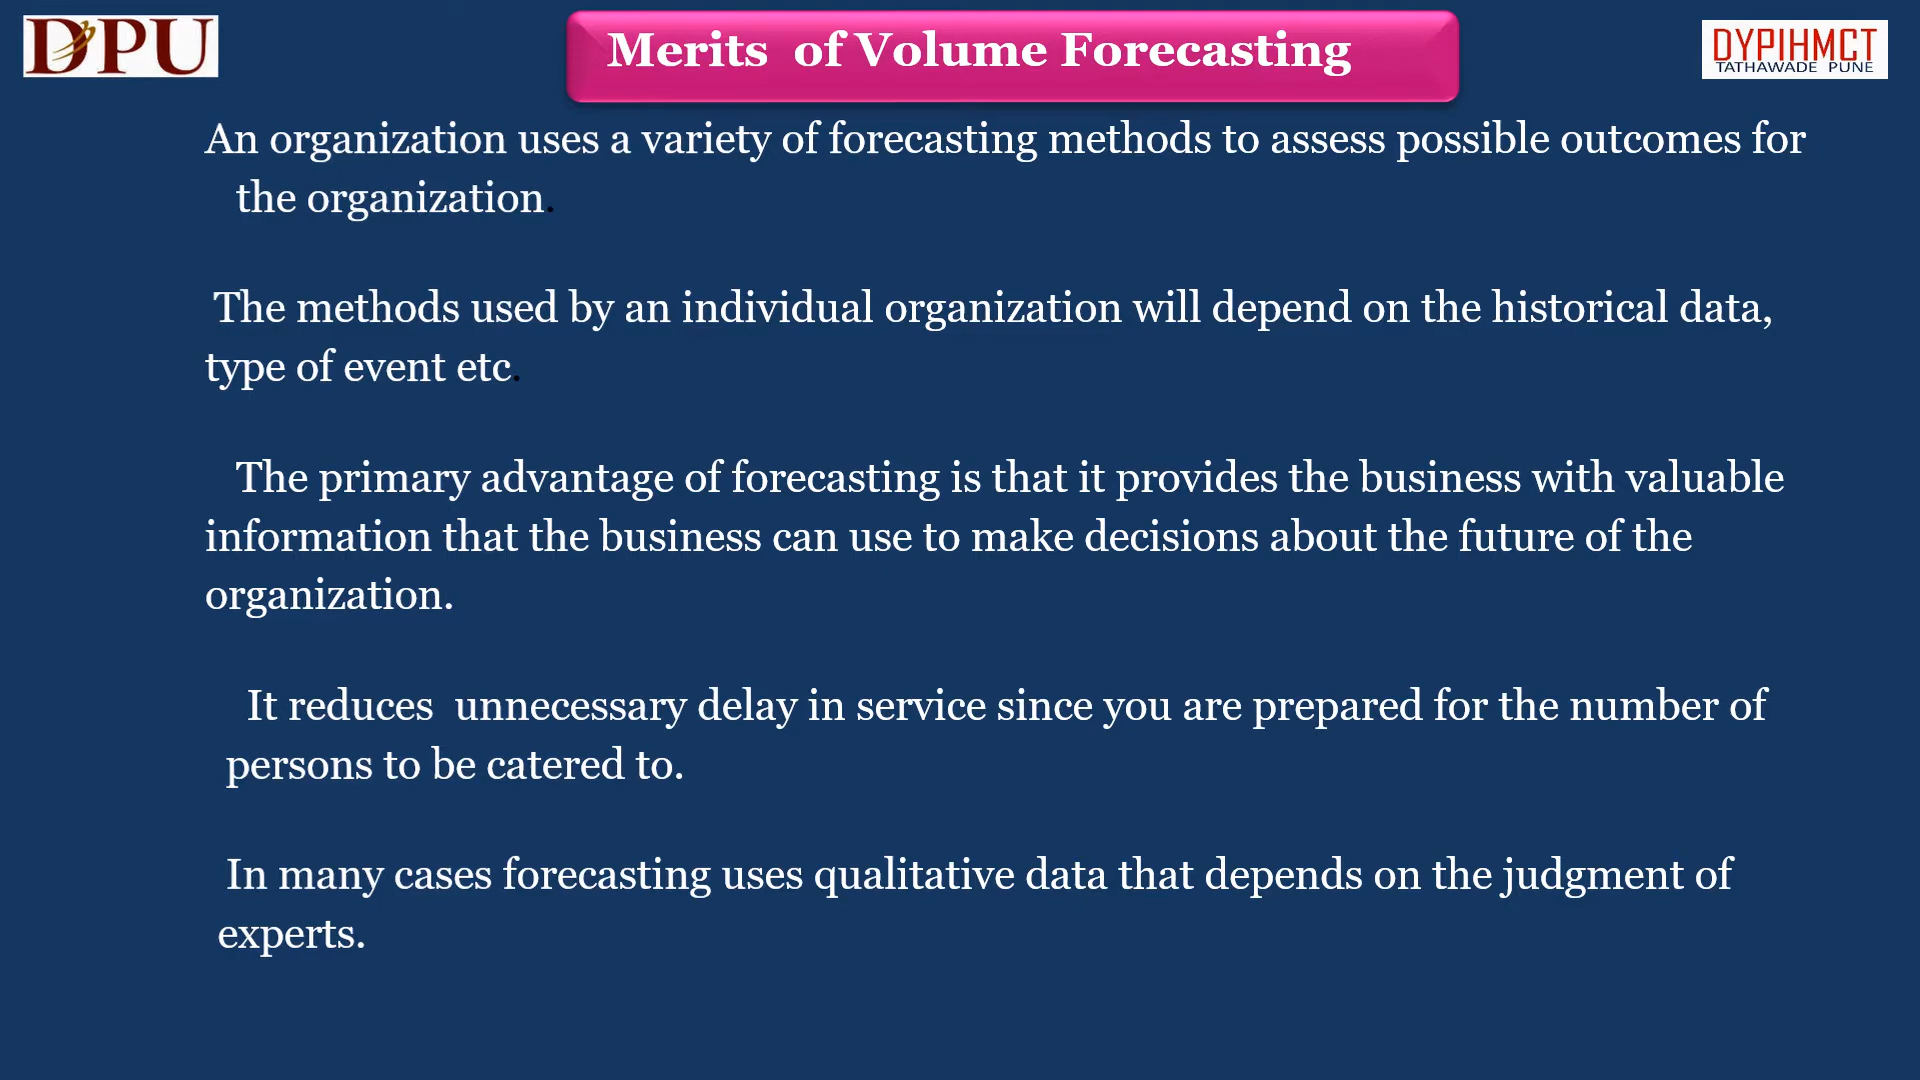 DPU
Merits of Volume Forecasting
DYPIHMCT
TATHAWADE PUNE
An organization uses a variety of forecasting methods to assess possible outcomes for
the organization.
The methods used by an individual organization will depend on the historical data,
type of event etc.
The primary advantage of forecasting is that it provides the business with valuable
information that the business can use to make decisions about the future of the
organization.
It reduces unnecessary delay in service since you are prepared for the number of
persons to be catered to.
In many cases forecasting uses qualitative data that depends on the judgment of
experts.